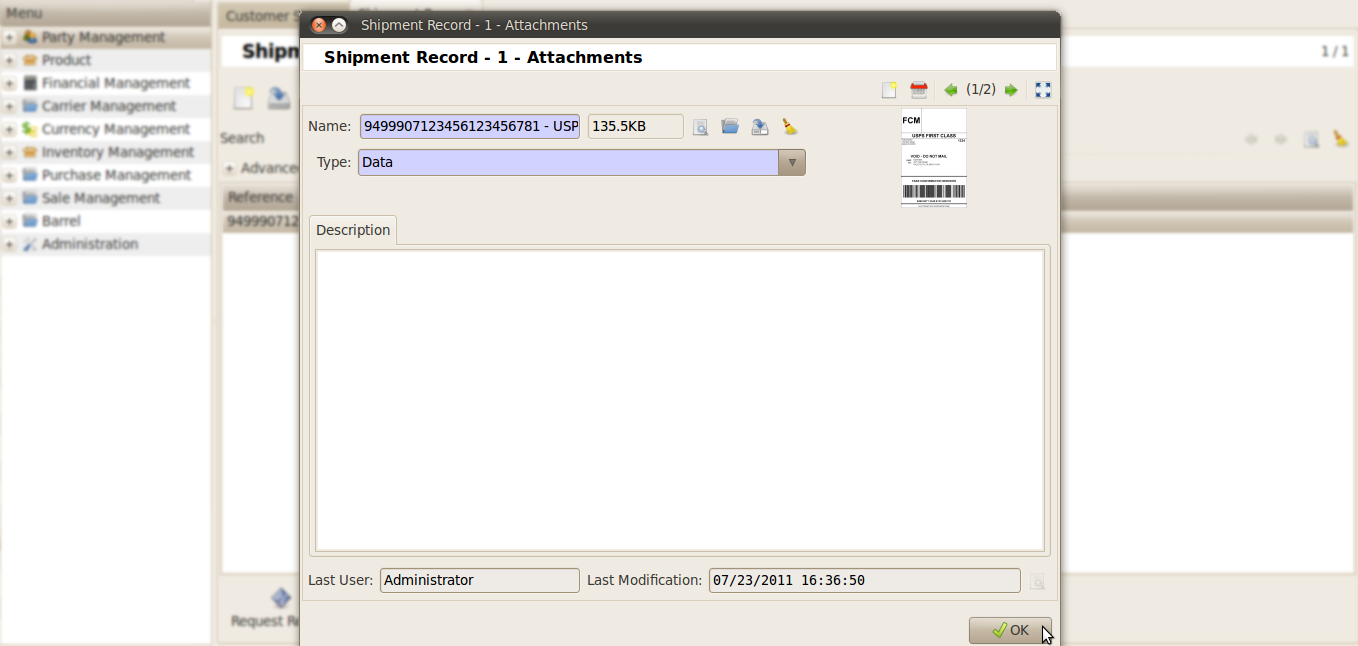 Menu
Party Management
Product
Financial Management
Carrier Management
Currency Management
Inventory Management
Purchase Management
Sale Management
Barrel
Administration
Customer S
Shipm
Search
Advance
Reference
949990712
Request Re
1 / 1
Shipment Record - 1 - Attachments
Shipment Record - 1 - Attachments
(1/2)
Name: 9499907123456123456781 - USP 135.5KB
Type: Data
FCM
USPS FIRST CLASS
VOID - DO NOT MAIL
Description
Last User: Administrator Last Modification: 07/23/2011 16:36:50
OK